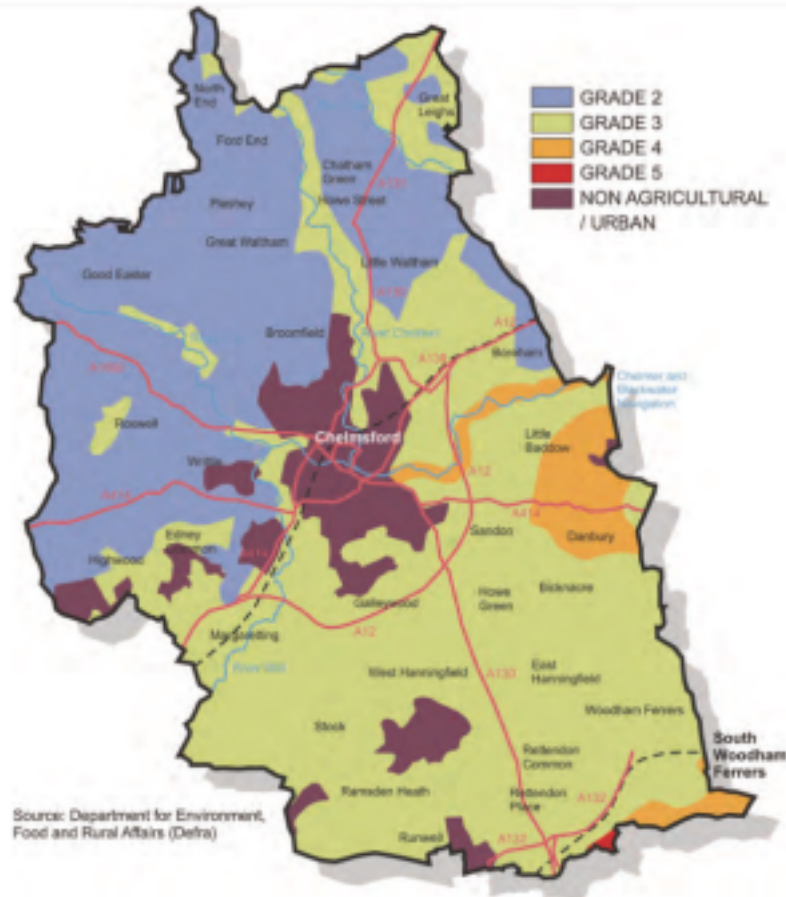 North
End
Great
Leighs
Ford End
Chatham
Green
Howe Street
A131
Pleshey
Great Waltham
Little Waltham
Good Easter
A130
Broomfield
River Chelmer
A12
A138
Boreham
A1060
Chelmer and
Blackwater
Navigation
Roxwell
Chelmsford
Little
Baddow
Writtle
A12
A414
A414
Sandon
Danbury
Edney
Common
Highwood
A414
Galleywood
Howe
Green
Bicknacre
Margaretting
A12
River Wid
West Hanningfield
A130
East
Hanningfield
Woodham Ferrers
Stock
South
Woodham
Ferrers
Rettendon
Common
Ramsden Heath
Rettendon
Place
A132
Runwell
A132
GRADE 2
GRADE 3
GRADE 4
GRADE 5
NON AGRICULTURAL
/ URBAN
Source: Department for Environment,
Food and Rural Affairs (Defra)